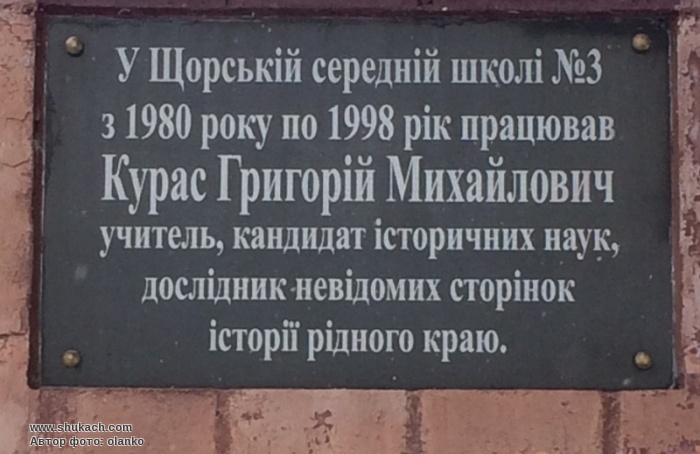 У Щорській середній школі №3
з 1980 року по 1998 рік працював
Курас Григорій Михайлович
учитель, кандидат історичних наук,
дослідник невідомих сторінок
історії рідного краю.
www.shukach.com
Автор фото: olanko